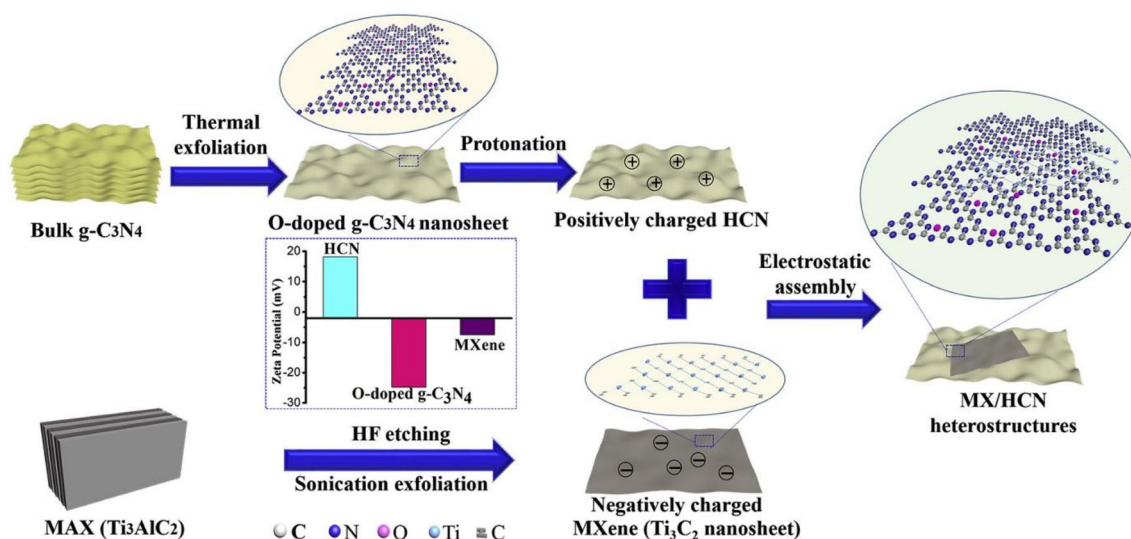 Thermal
exfoliation
Bulk g-C3N4
O-doped g-C3N4 nanosheet
Protonation
Positively charged HCN
Electrostatic
assembly
MX/HCN
heterostructures
Zeta Potential (mV)
20
10
0
-10
-20
-30
HCN
MXene
O-doped g-C3N4
MAX (Ti3AlC2)
HF etching
Sonication exfoliation
Negatively charged
MXene (Ti3C2 nanosheet)
C N O Ti C